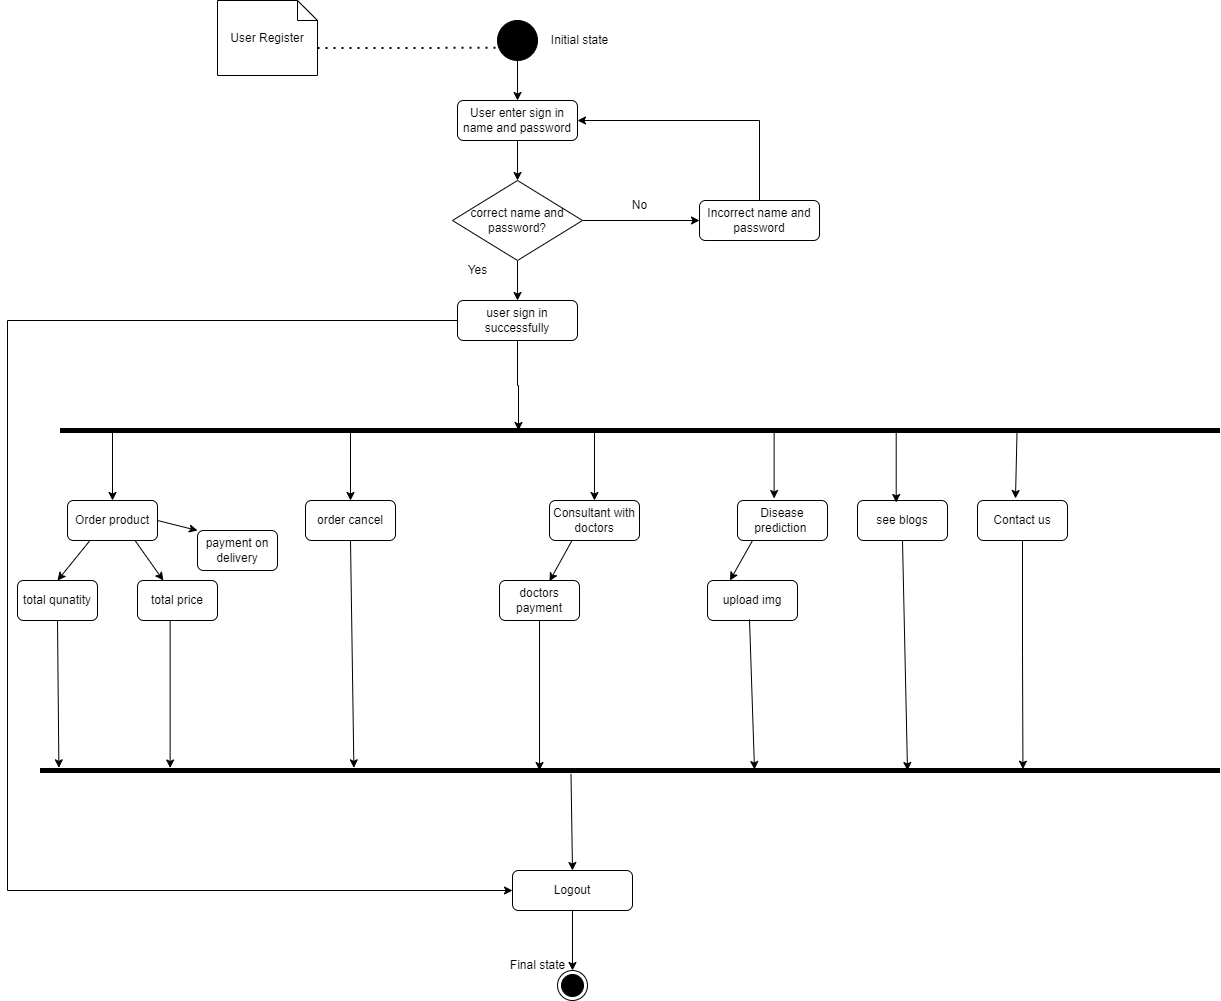 User Register
Initial state
User enter sign in
name and password
correct name and
password?
No
Incorrect name and
password
Yes
user sign in
successfully
Order product
order cancel
Consultant with
doctors
Disease
prediction
see blogs
Contact us
payment on
delivery
total qunatity
total price
doctors
payment
upload img
Logout
Final state